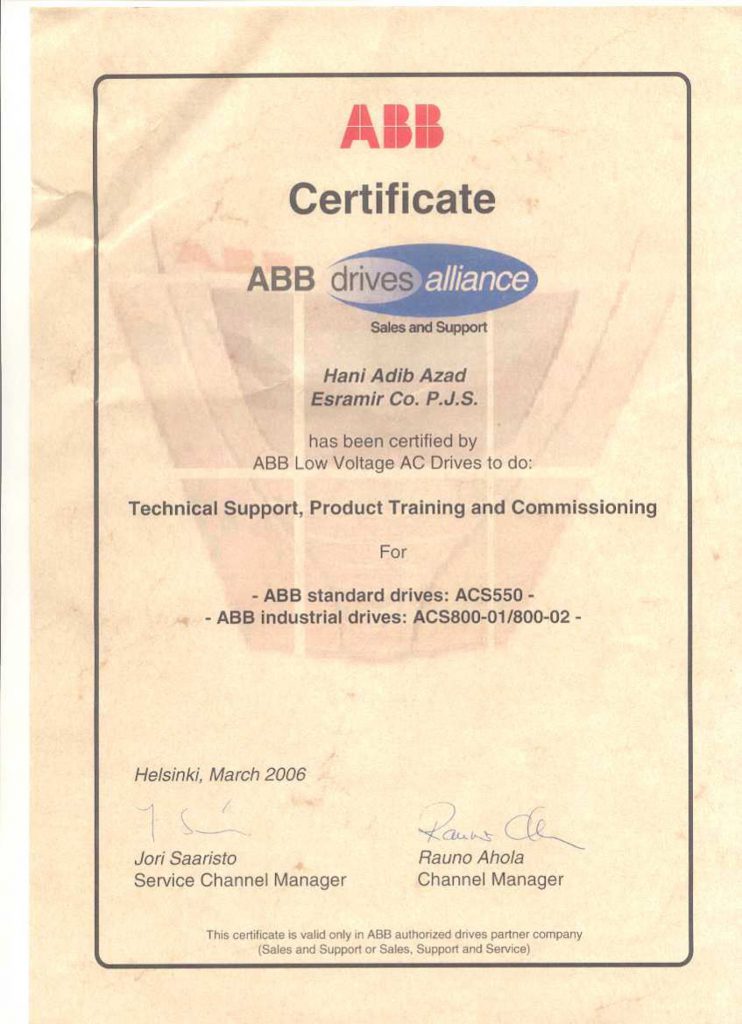 ABB
Certificate
ABB drives alliance
Sales and Support
Hani Adib Azad
Esramir Co. P.J.S.
has been certified by
ABB Low Voltage AC Drives to do:
Technical Support, Product Training and Commissioning
For
- ABB standard drives: ACS550 -
- ABB industrial drives: ACS800-01/800-02 -
Helsinki, March 2006
Jori Saaristo
Service Channel Manager
Rauno Ahola
Channel Manager
This certificate is valid only in ABB authorized drives partner company
(Sales and Support or Sales, Support and Service)